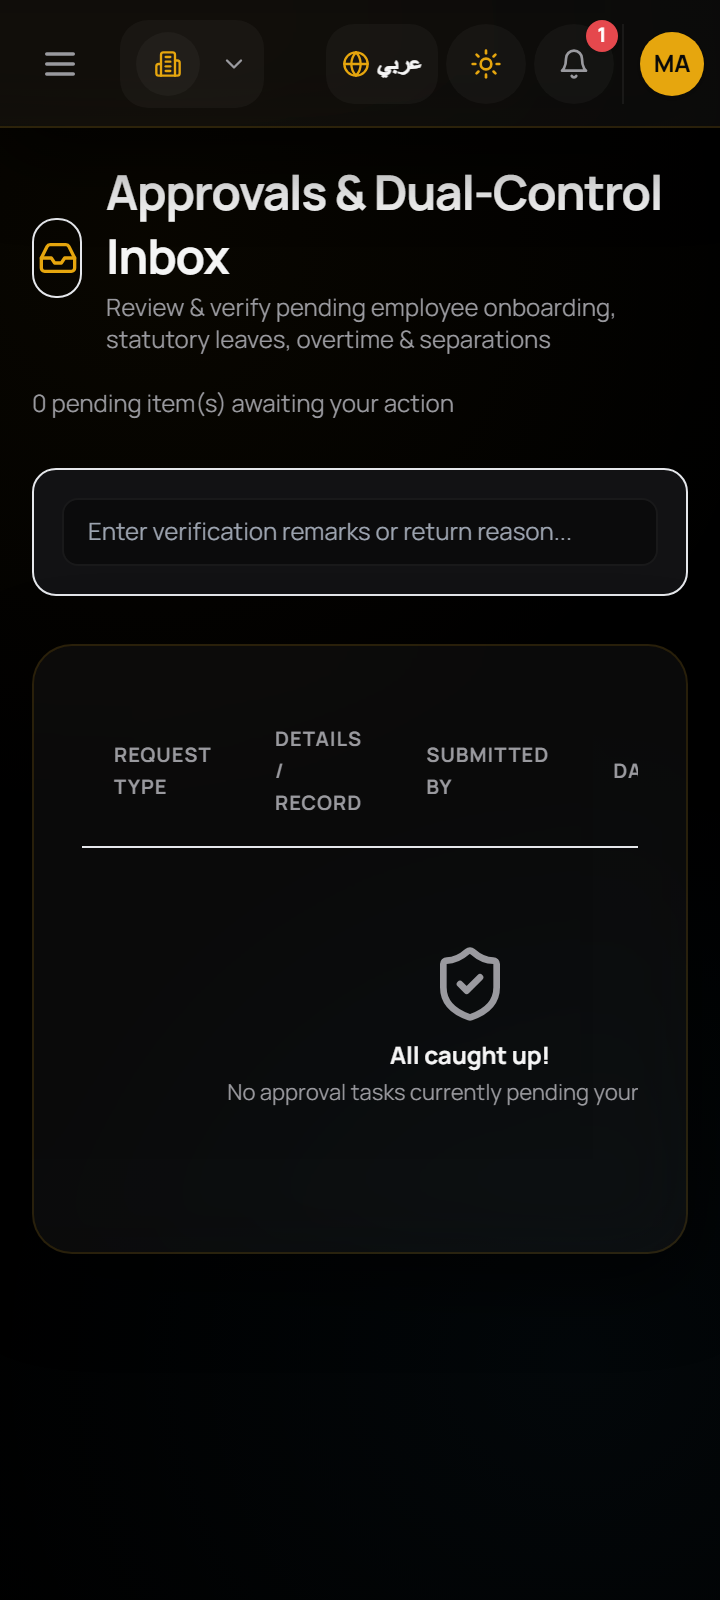 عربي
1
MA
Approvals & Dual-Control
Inbox
Review & verify pending employee onboarding,
statutory leaves, overtime & separations
0 pending item(s) awaiting your action
Enter verification remarks or return reason...
REQUEST
TYPE
DETAILS
/
RECORD
SUBMITTED
BY
DA
All caught up!
No approval tasks currently pending your